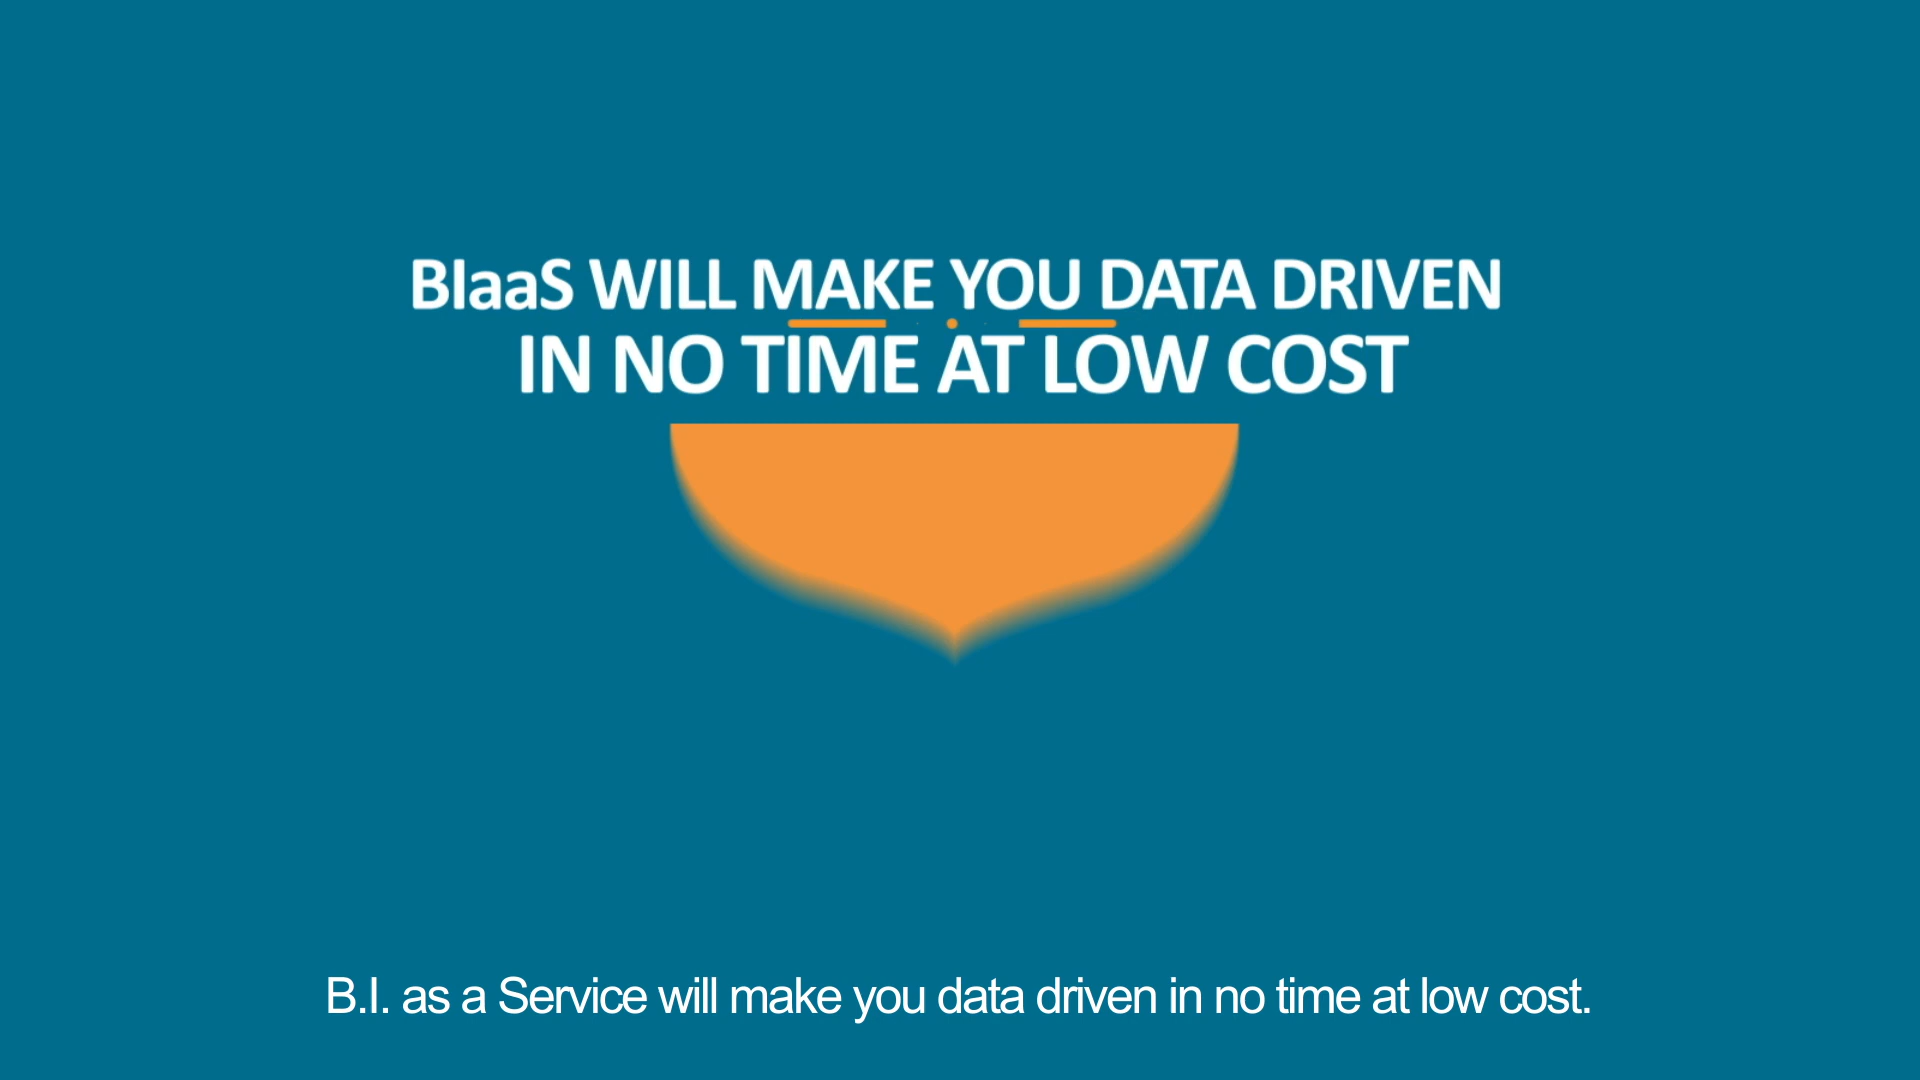 BIaaS WILL MAKE YOU DATA DRIVEN
IN NO TIME AT LOW COST
B.I. as a Service will make you data driven in no time at low cost.